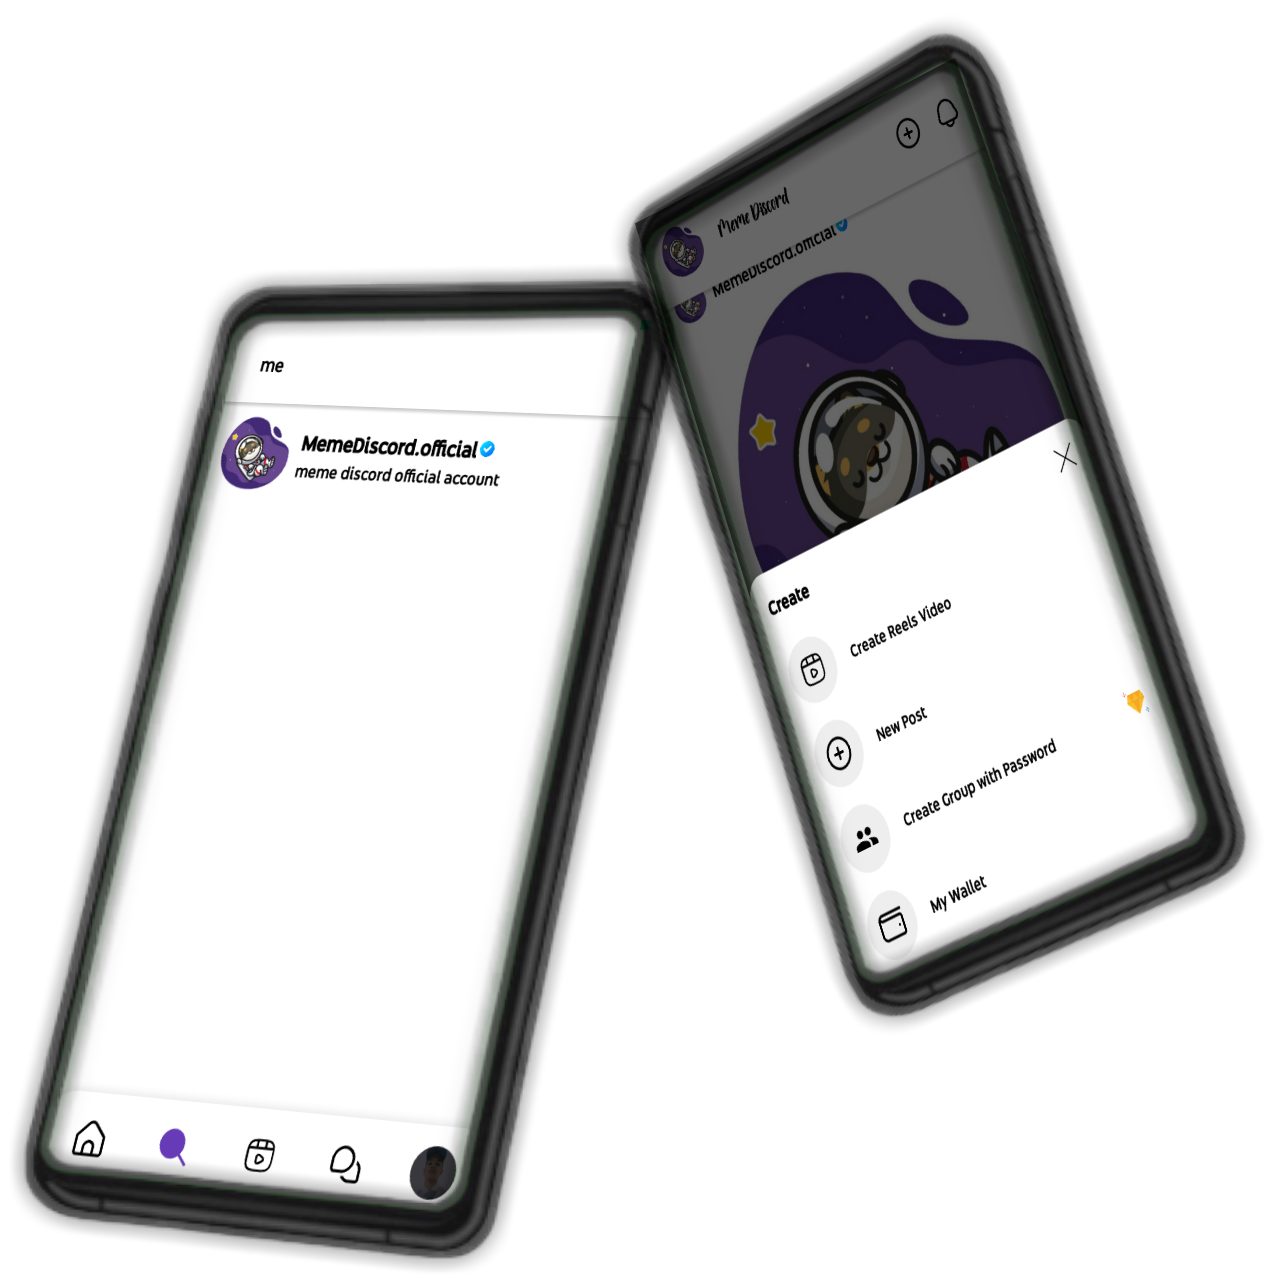 me
MemeDiscord.official
meme discord official account
Meme Discord
MemeDiscord.official
Create
Create Reels Video
New Post
Create Group with Password
My Wallet